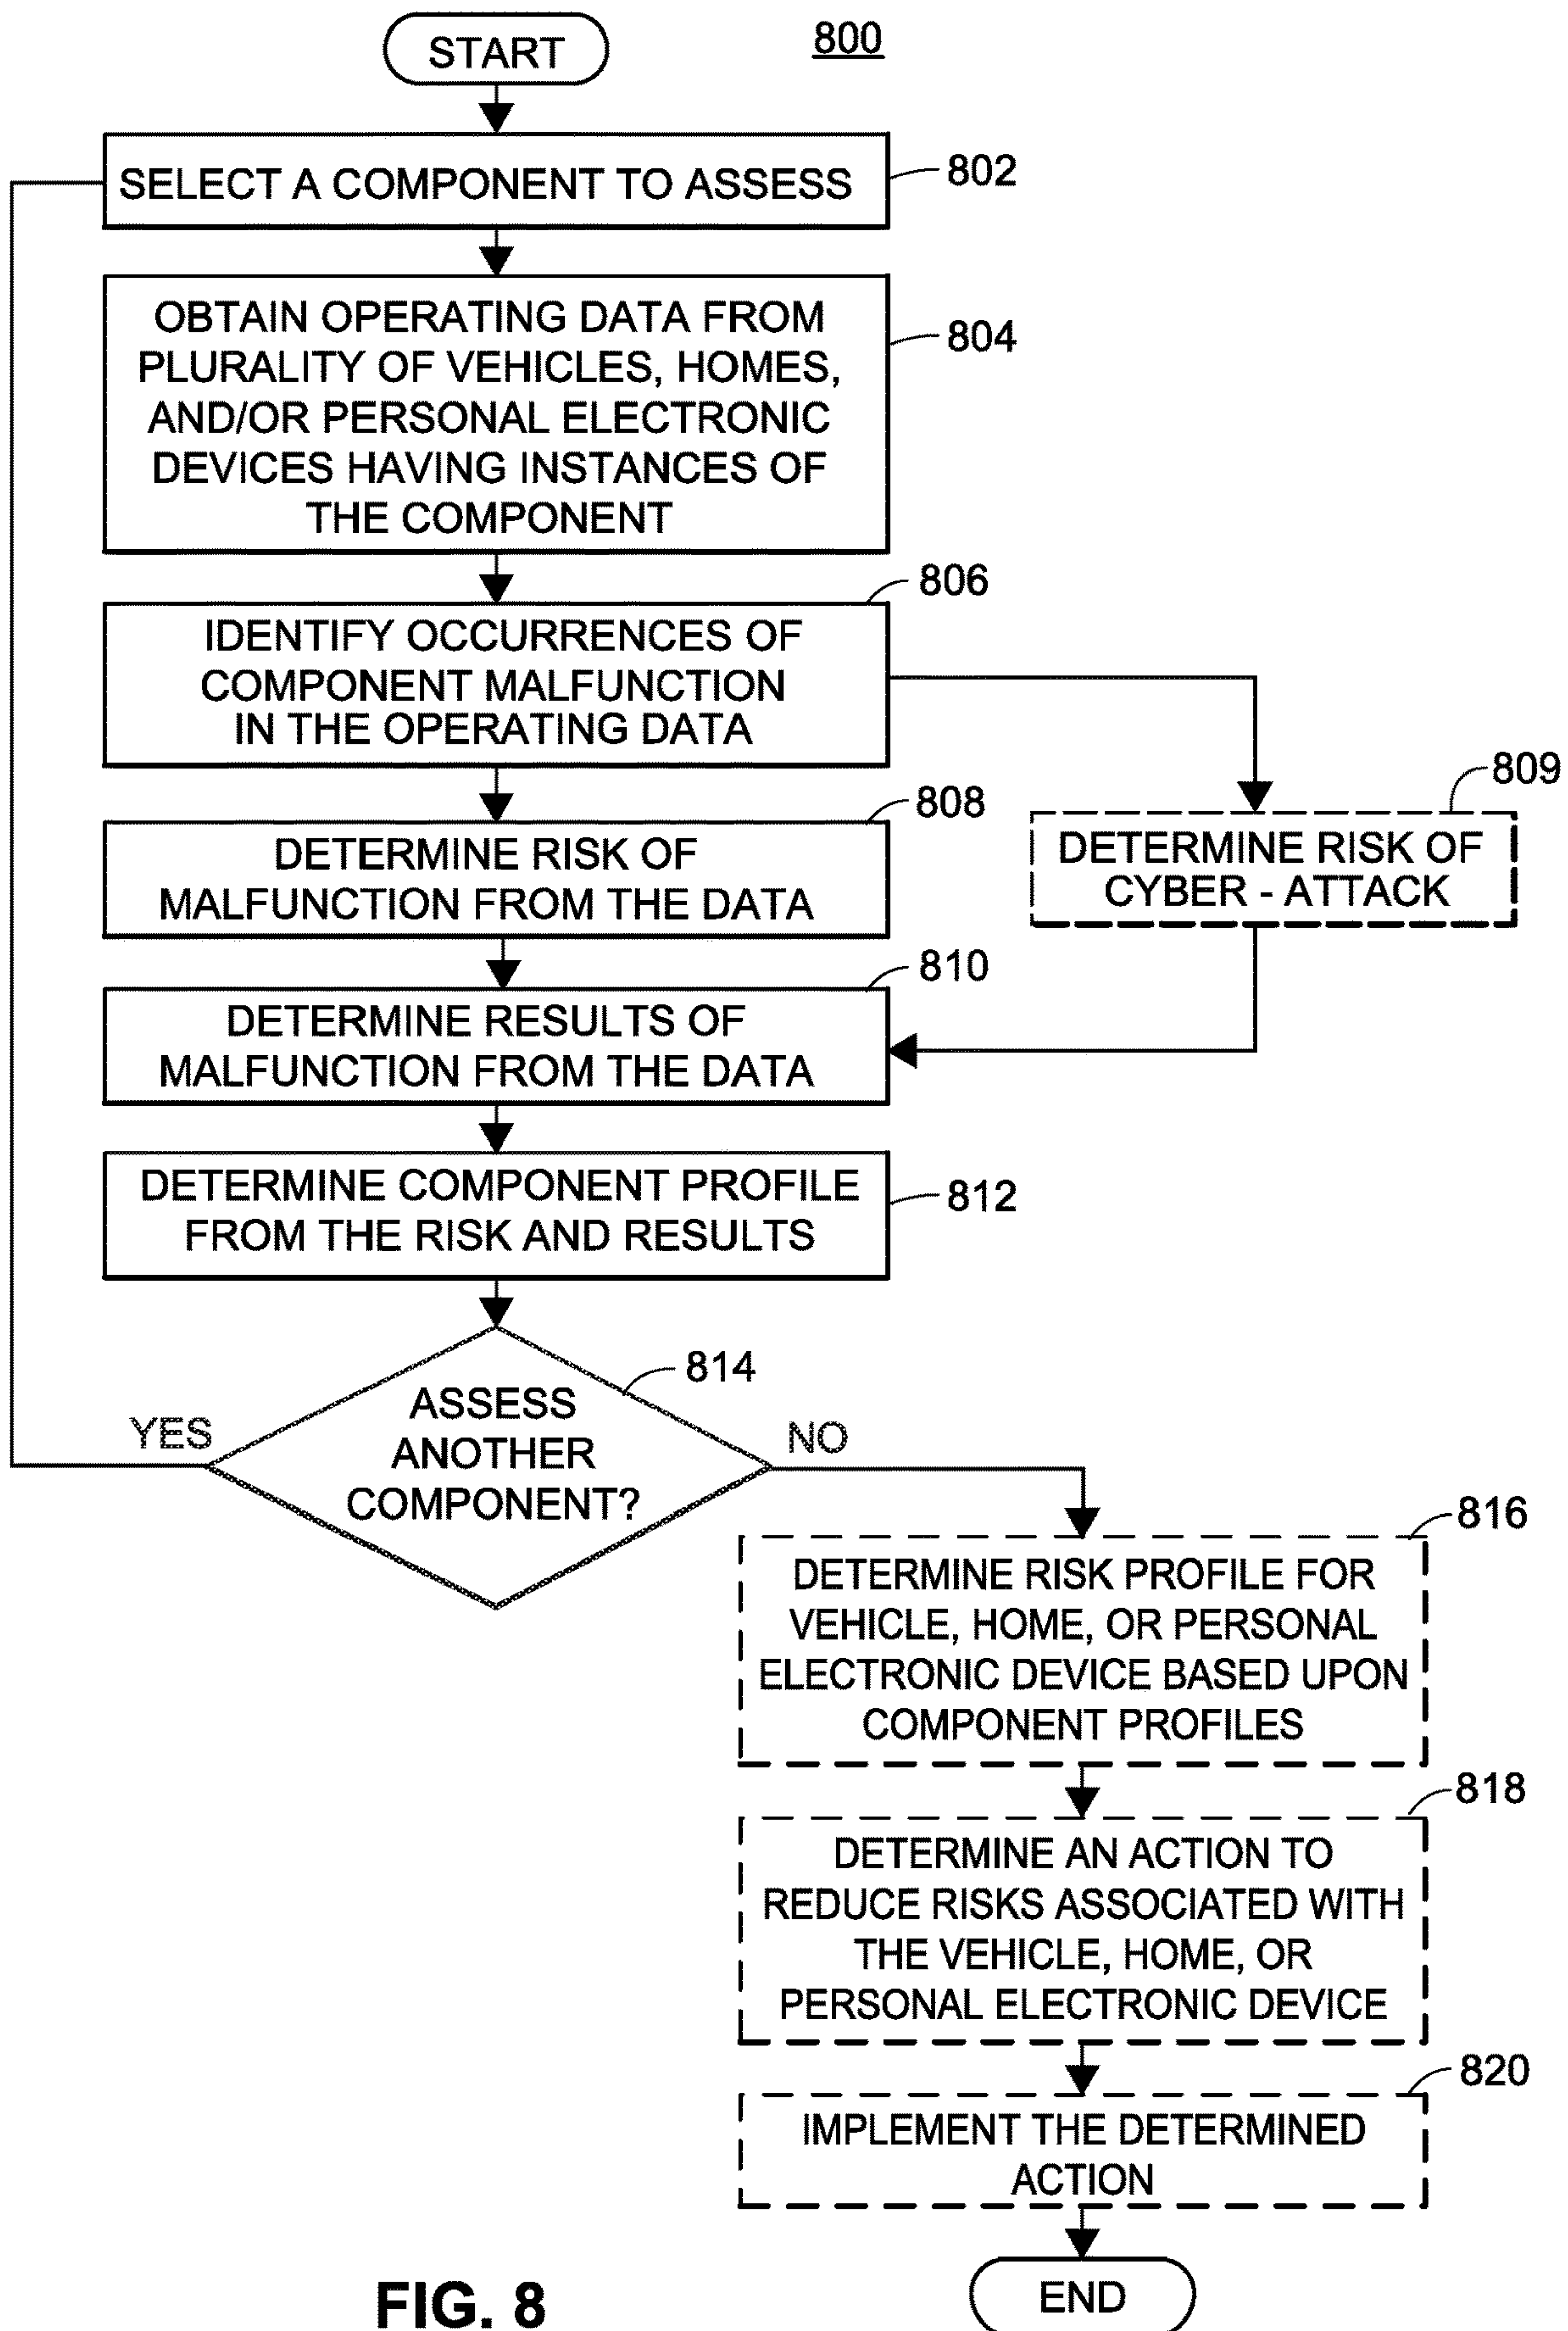 START
800
SELECT A COMPONENT TO ASSESS
802
OBTAIN OPERATING DATA FROM
PLURALITY OF VEHICLES, HOMES,
AND/OR PERSONAL ELECTRONIC
DEVICES HAVING INSTANCES OF
THE COMPONENT
804
IDENTIFY OCCURRENCES OF
COMPONENT MALFUNCTION
IN THE OPERATING DATA
806
DETERMINE RISK OF
MALFUNCTION FROM THE DATA
808
DETERMINE RISK OF
CYBER - ATTACK
809
DETERMINE RESULTS OF
MALFUNCTION FROM THE DATA
810
DETERMINE COMPONENT PROFILE
FROM THE RISK AND RESULTS
812
ASSESS
ANOTHER
COMPONENT?
814
YES
NO
DETERMINE RISK PROFILE FOR
VEHICLE, HOME, OR PERSONAL
ELECTRONIC DEVICE BASED UPON
COMPONENT PROFILES
816
DETERMINE AN ACTION TO
REDUCE RISKS ASSOCIATED WITH
THE VEHICLE, HOME, OR
PERSONAL ELECTRONIC DEVICE
818
IMPLEMENT THE DETERMINED
ACTION
820
END
FIG. 8